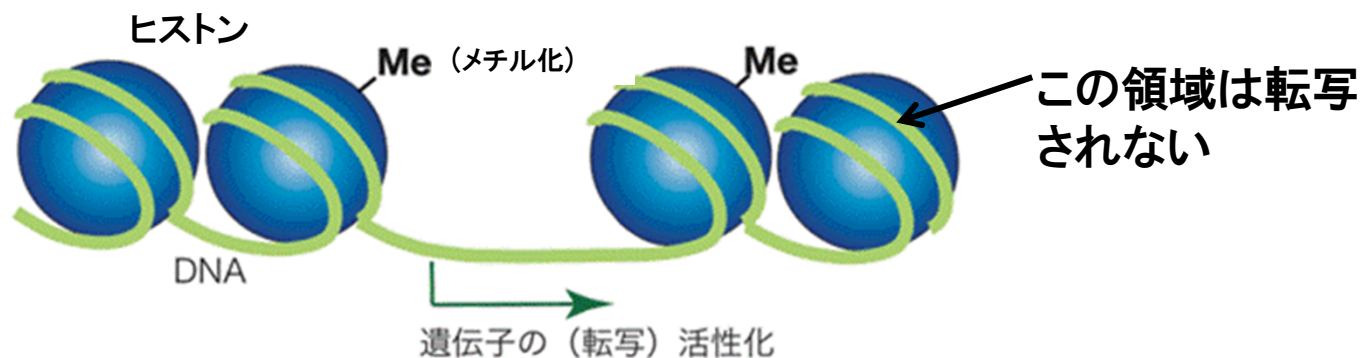 ヒストン
Me（メチル化）
Me
この領域は転写
されない
DNA
遺伝子の（転写）活性化